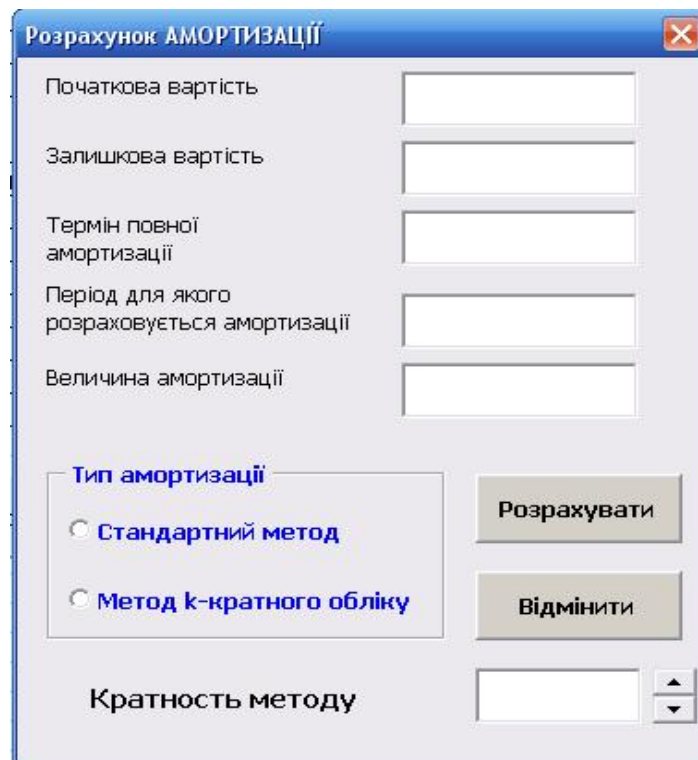 Розрахунок АМОРТИЗАЦІЇ
Початкова вартість
Залишкова вартість
Термін повної
амортизації
Період для якого
розраховується амортизації
Величина амортизації
Тип амортизації
Стандартний метод
Метод k-кратного обліку
Розрахувати
Відмінити
Кратность методу